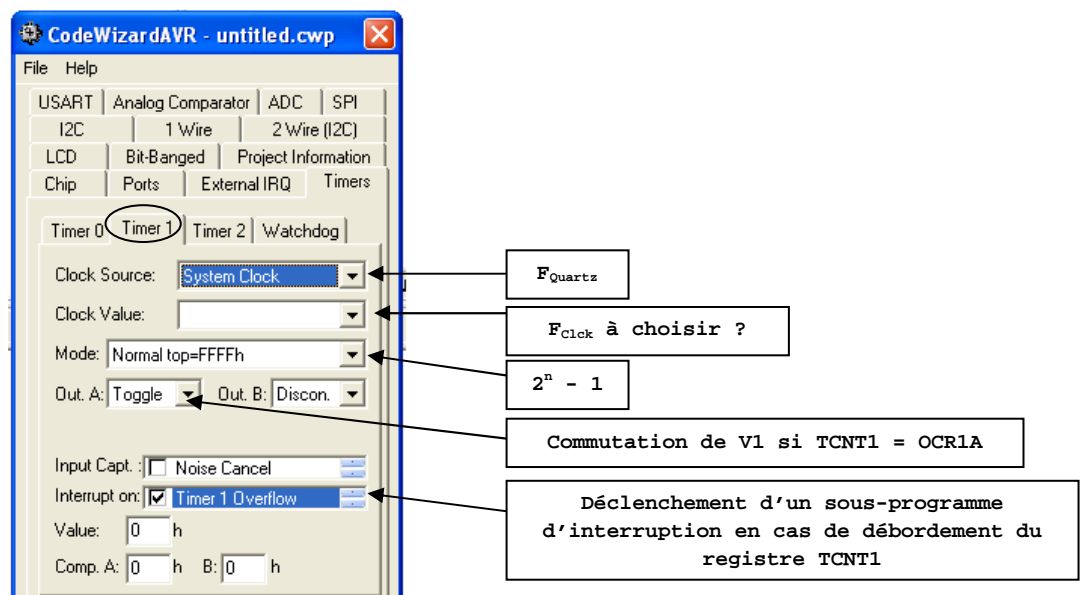 CodeWizardAVR - untitled.cwp
File Help
USART Analog Comparator ADC SPI
I2C 1 Wire 2 Wire (I2C)
LCD Bit-Banged Project Information
Chip Ports External IRQ Timers
Timer 0 Timer 1 Timer 2 Watchdog
Clock Source: System Clock
F_Quartz
Clock Value:
F_Clck à choisir ?
Mode: Normal top=FFFFh
2^n - 1
Out. A: Toggle Out. B: Discon.
Commutation de V1 si TCNT1 = OCR1A
Input Capt. : Noise Cancel
Interrupt on: Timer 1 Overflow
Déclenchement d'un sous-programme
d'interruption en cas de débordement du
registre TCNT1
Value: 0 h
Comp. A: 0 h B: 0 h